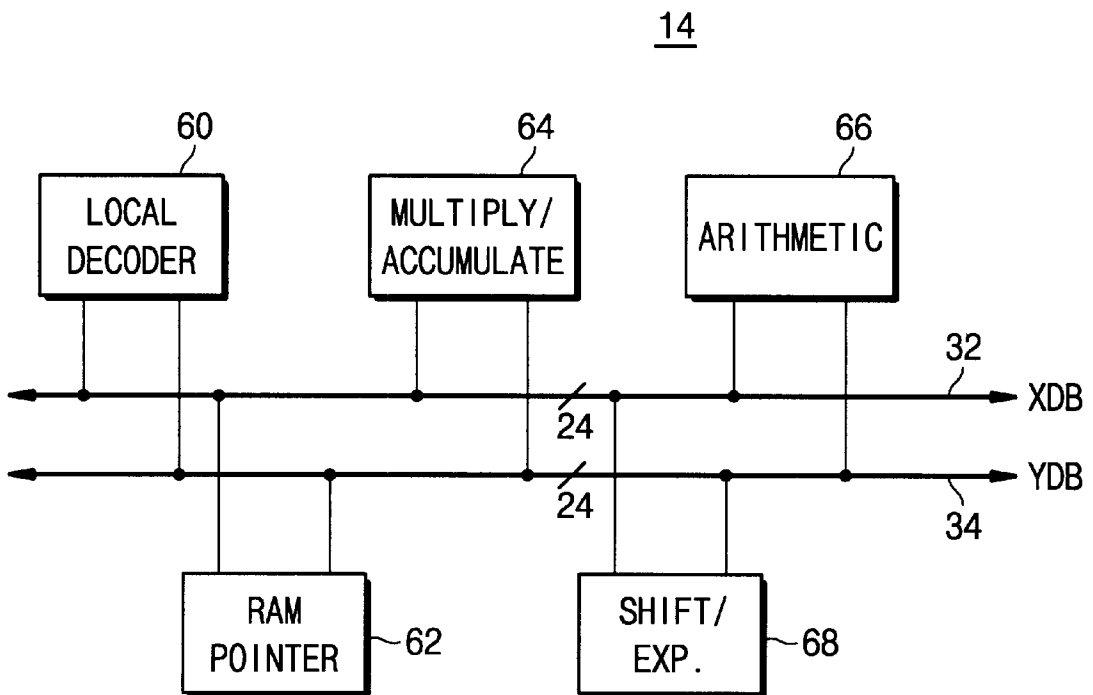 14
60
64
66
LOCAL
DECODER
MULTIPLY/
ACCUMULATE
ARITHMETIC
32
XDB
24
YDB
24
34
RAM
POINTER
62
SHIFT/
EXP.
68